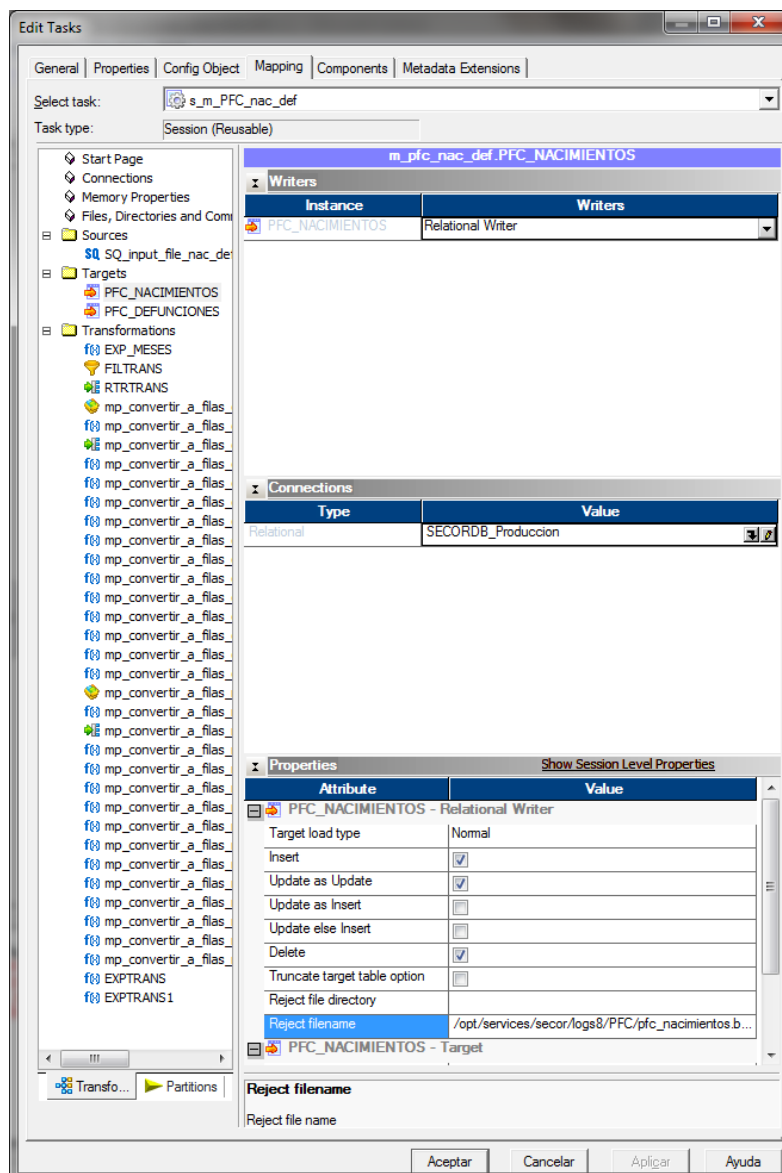 Edit Tasks
General Properties Config Object Mapping Components Metadata Extensions
Select task: s_m_PFC_nac_def
Task type: Session (Reusable)
Start Page
Connections
Memory Properties
Files, Directories and Com
Sources
SQ SQ_input_file_nac_de
Targets
PFC_NACIMIENTOS
PFC_DEFUNCIONES
Transformations
f(x) EXP_MESES
FILTRANS
RTRTRANS
mp_convertir_a_filas_
f(x) mp_convertir_a_filas_
mp_convertir_a_filas_
f(x) mp_convertir_a_filas_
f(x) mp_convertir_a_filas_
f(x) mp_convertir_a_filas_
f(x) mp_convertir_a_filas_
f(x) mp_convertir_a_filas_
f(x) mp_convertir_a_filas_
f(x) mp_convertir_a_filas_
f(x) mp_convertir_a_filas_
f(x) mp_convertir_a_filas_
f(x) mp_convertir_a_filas_
f(x) mp_convertir_a_filas_
f(x) mp_convertir_a_filas_
mp_convertir_a_filas_
f(x) mp_convertir_a_filas_
mp_convertir_a_filas_
f(x) mp_convertir_a_filas_
f(x) mp_convertir_a_filas_
f(x) mp_convertir_a_filas_
f(x) mp_convertir_a_filas_
f(x) mp_convertir_a_filas_
f(x) mp_convertir_a_filas_
f(x) mp_convertir_a_filas_
f(x) mp_convertir_a_filas_
f(x) mp_convertir_a_filas_
f(x) mp_convertir_a_filas_
f(x) mp_convertir_a_filas_
f(x) mp_convertir_a_filas_
f(x) EXPTRANS
f(x) EXPTRANS1
Transfo... Partitions
m_pfc_nac_def.PFC_NACIMIENTOS
Writers
Instance Writers
PFC_NACIMIENTOS Relational Writer
Connections
Type Value
Relational SECORDB_Produccion
Properties Show Session Level Properties
Attribute Value
PFC_NACIMIENTOS - Relational Writer
Target load type Normal
Insert
Update as Update
Update as Insert
Update else Insert
Delete
Truncate target table option
Reject file directory
Reject filename /opt/services/secor/logs8/PFC/pfc_nacimientos.b...
PFC_NACIMIENTOS - Target
Reject filename
Reject file name
Aceptar Cancelar Aplicar Ayuda